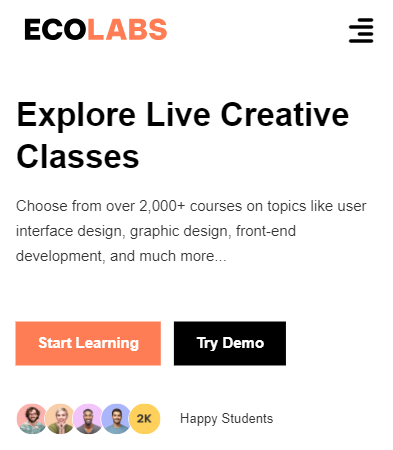 ECOLABS
Explore Live Creative
Classes
Choose from over 2,000+ courses on topics like user
interface design, graphic design, front-end
development, and much more...
Start Learning
Try Demo
2K
Happy Students